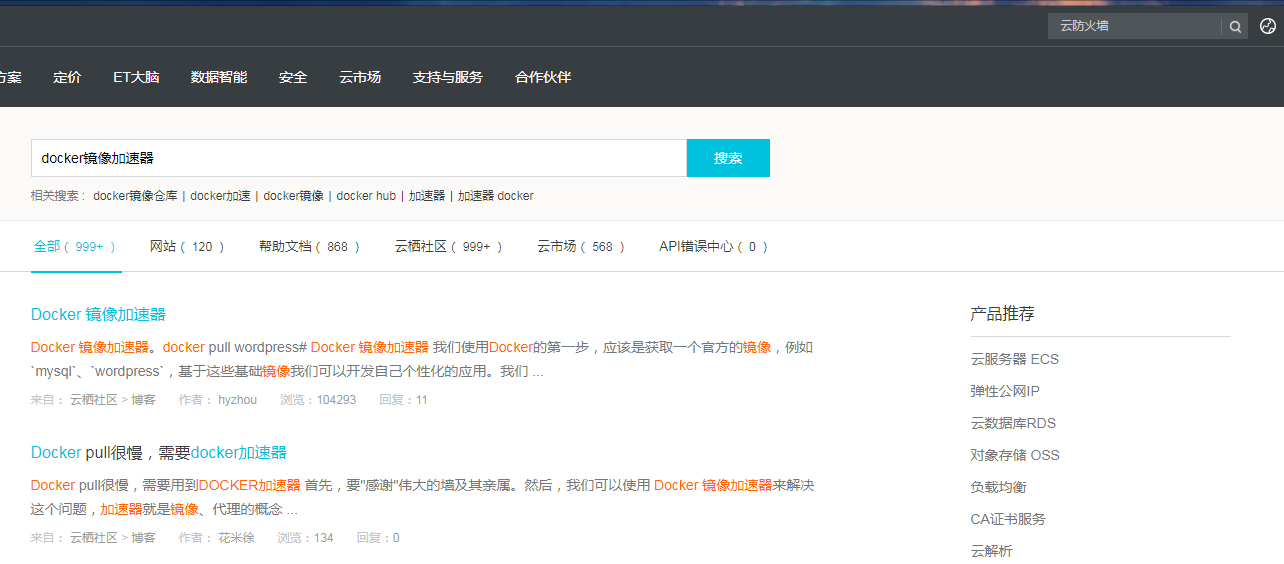 云防火墙
方案 定价 ET大脑 数据智能 安全 云市场 支持与服务 合作伙伴
docker镜像加速器 搜索
相关搜索： docker镜像仓库 | docker加速 | docker镜像 | docker hub | 加速器 | 加速器 docker
全部（ 999+ ） 网站（ 120 ） 帮助文档（ 868 ） 云栖社区（ 999+ ） 云市场（ 568 ） API错误中心（ 0 ）
Docker 镜像加速器
Docker 镜像加速器。docker pull wordpress# Docker 镜像加速器 我们使用Docker的第一步，应该是获取一个官方的镜像，例如
`mysql`、`wordpress`，基于这些基础镜像我们可以开发自己个性化的应用。我们 ...
来自： 云栖社区 > 博客 作者： hyzhou 浏览：104293 回复：11
Docker pull很慢，需要docker加速器
Docker pull很慢，需要用到DOCKER加速器 首先，要"感谢"伟大的墙及其亲属。然后，我们可以使用 Docker 镜像加速器来解决
这个问题，加速器就是镜像、代理的概念 ...
来自： 云栖社区 > 博客 作者： 花米徐 浏览：134 回复：0
产品推荐
云服务器 ECS
弹性公网IP
云数据库RDS
对象存储 OSS
负载均衡
CA证书服务
云解析